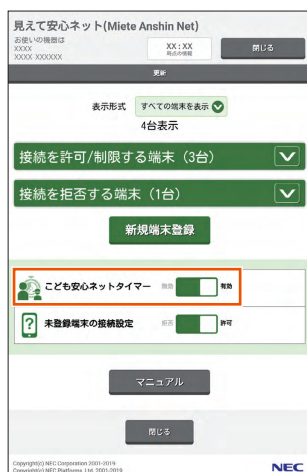 見えて安心ネット(Miete Anshin Net)
お使いの機器は
XXXX
XXXX XXXXXX
XX : XX
時点の情報
閉じる
更新
表示形式 すべての端末を表示
4台表示
接続を許可/制限する端末（3台）
接続を拒否する端末（1台）
新規端末登録
こども安心ネットタイマー 無効 有効
未登録端末の接続設定 拒否 許可
マニュアル
閉じる
Copyright(c) NEC Corporation 2001-2019
Copyright(c) NEC Platforms, Ltd. 2001-2019
NEC